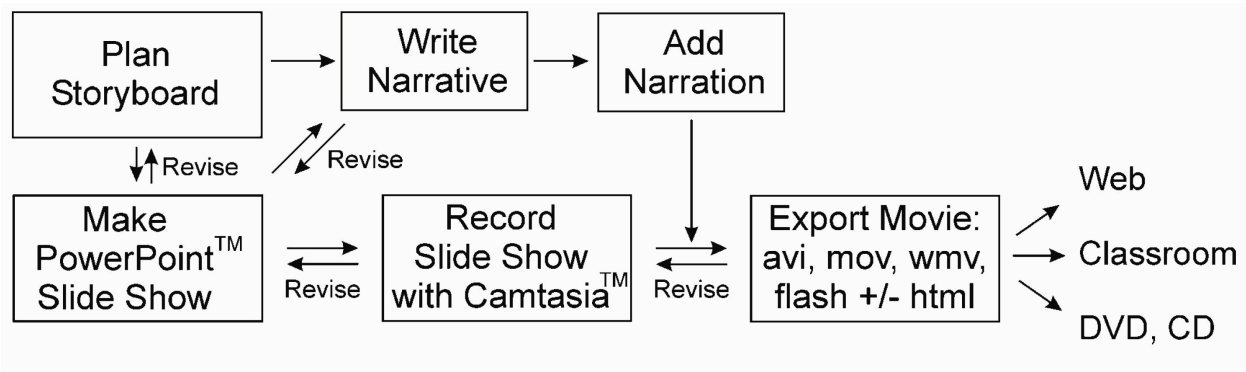 Plan
Storyboard
Write
Narrative
Add
Narration
Revise
Revise
Make
PowerPoint™
Slide Show
Revise
Record
Slide Show
with Camtasia™
Revise
Export Movie:
avi, mov, wmv,
flash +/- html
Web
Classroom
DVD, CD